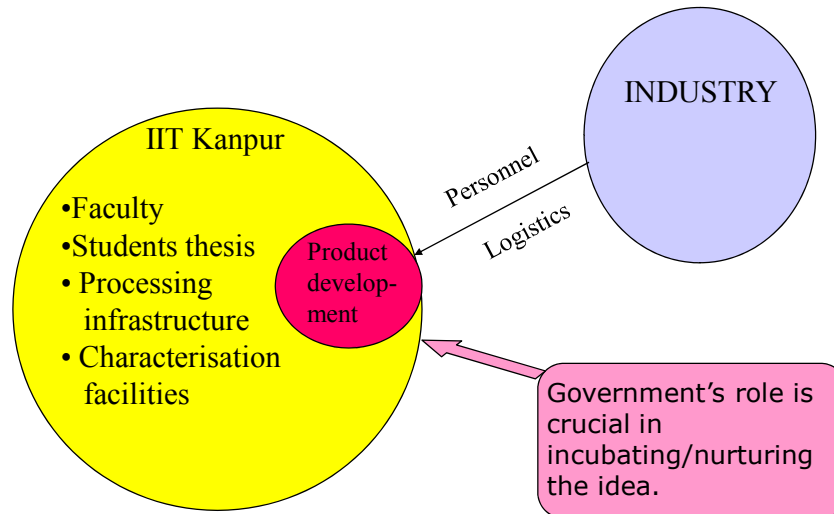 IIT Kanpur
•Faculty
•Students thesis
• Processing
infrastructure
• Characterisation
facilities
Product
develop-
ment
Personnel
Logistics
INDUSTRY
Government’s role is
crucial in
incubating/nurturing
the idea.